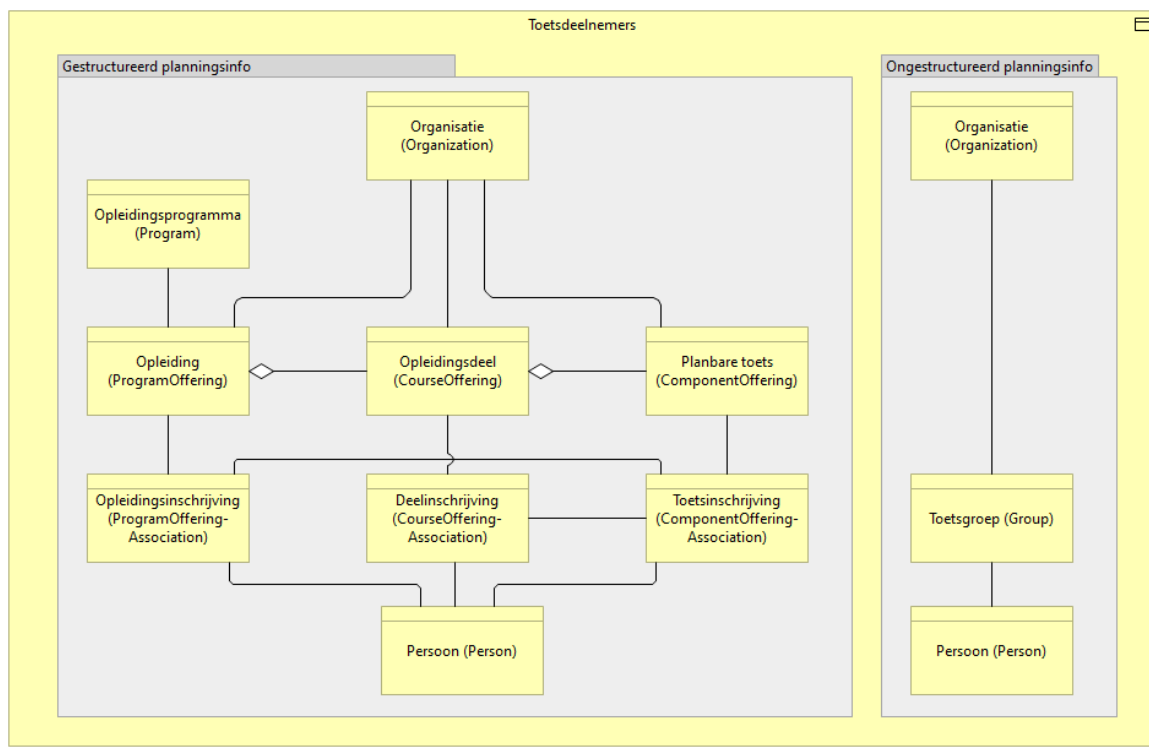 Toetsdeelnemers
Gestructureerd planningsinfo
Organisatie
(Organization)
Opleidingsprogramma
(Program)
Opleiding
(ProgramOffering)
Opleidingsdeel
(CourseOffering)
Planbare toets
(ComponentOffering)
Opleidingsinschrijving
(ProgramOffering-
Association)
Deelinschrijving
(CourseOffering-
Association)
Toetsinschrijving
(ComponentOffering-
Association)
Persoon (Person)
Ongestructureerd planningsinfo
Organisatie
(Organization)
Toetsgroep (Group)
Persoon (Person)